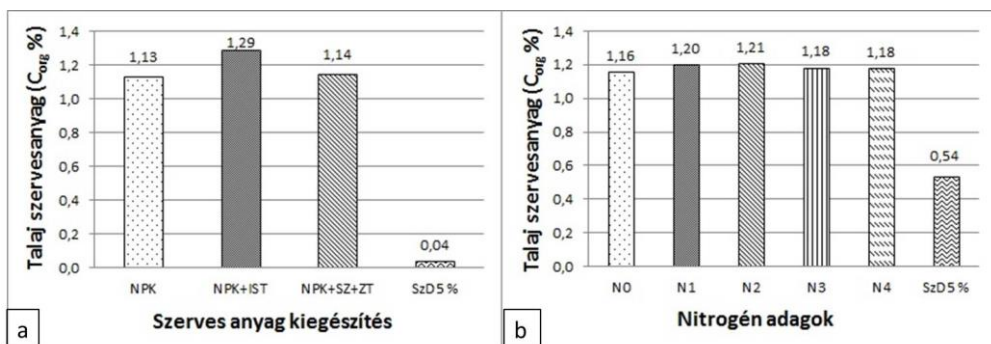 Talaj szervesanyag (Corg %)
1,4
1,2
1,0
0,8
0,6
0,4
0,2
0,0
1,13
1,29
1,14
0,04
NPK
NPK+IST
NPK+SZ+ZT
SzD5 %
Szerves anyag kiegészítés
a
Talaj szervesanyag (Corg %)
1,4
1,2
1,0
0,8
0,6
0,4
0,2
0,0
1,16
1,20
1,21
1,18
1,18
0,54
N0
N1
N2
N3
N4
SzD5 %
Nitrogén adagok
b